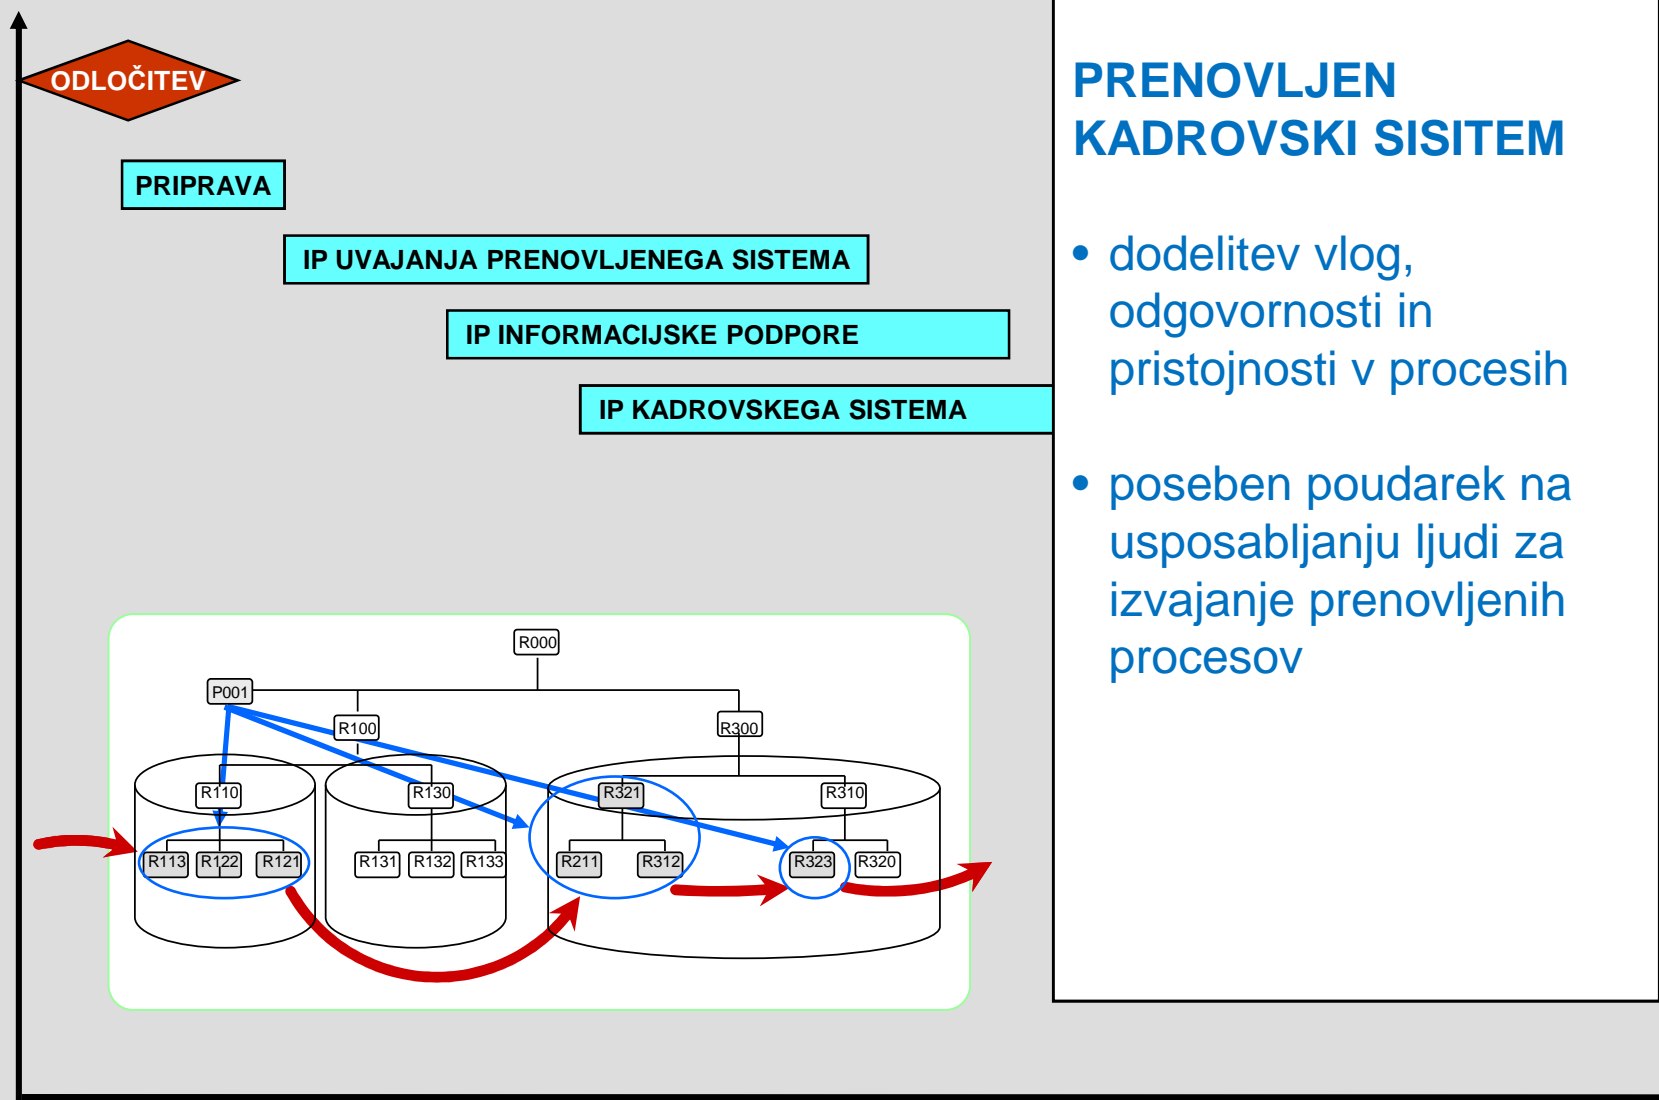 ODLOČITEV
PRIPRAVA
IP UVAJANJA PRENOVLJENEGA SISTEMA
IP INFORMACIJSKE PODPORE
IP KADROVSKEGA SISTEMA
R000
P001
R100
R300
R110
R130
R321
R310
R113
R122
R121
R131
R132
R133
R211
R312
R323
R320
PRENOVLJEN
KADROVSKI SISITEM
• dodelitev vlog,
odgovornosti in
pristojnosti v procesih
• poseben poudarek na
usposabljanju ljudi za
izvajanje prenovljenih
procesov